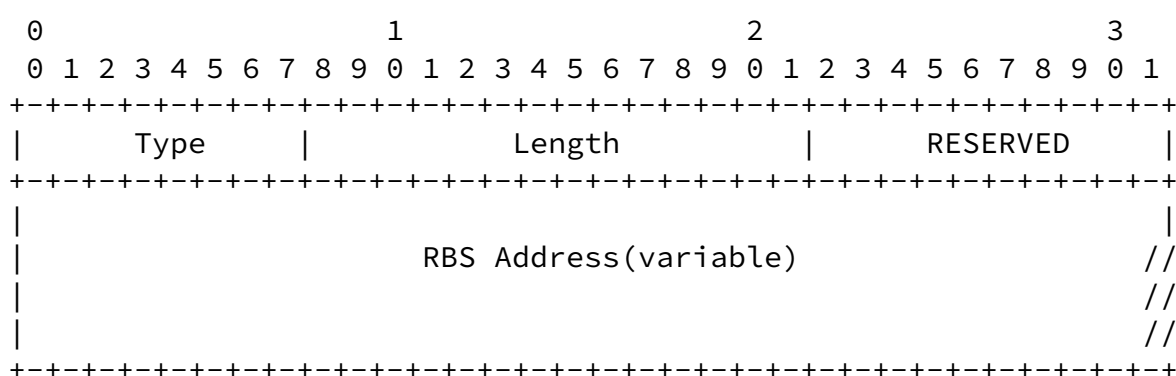 0                   1                   2                   3
 0 1 2 3 4 5 6 7 8 9 0 1 2 3 4 5 6 7 8 9 0 1 2 3 4 5 6 7 8 9 0 1
+-+-+-+-+-+-+-+-+-+-+-+-+-+-+-+-+-+-+-+-+-+-+-+-+-+-+-+-+-+-+-+-+
|      Type     |           Length          |      RESERVED     |
+-+-+-+-+-+-+-+-+-+-+-+-+-+-+-+-+-+-+-+-+-+-+-+-+-+-+-+-+-+-+-+-+
|                                                               |
|                      RBS Address(variable)                   //
|                                                              //
|                                                              //
+-+-+-+-+-+-+-+-+-+-+-+-+-+-+-+-+-+-+-+-+-+-+-+-+-+-+-+-+-+-+-+-+